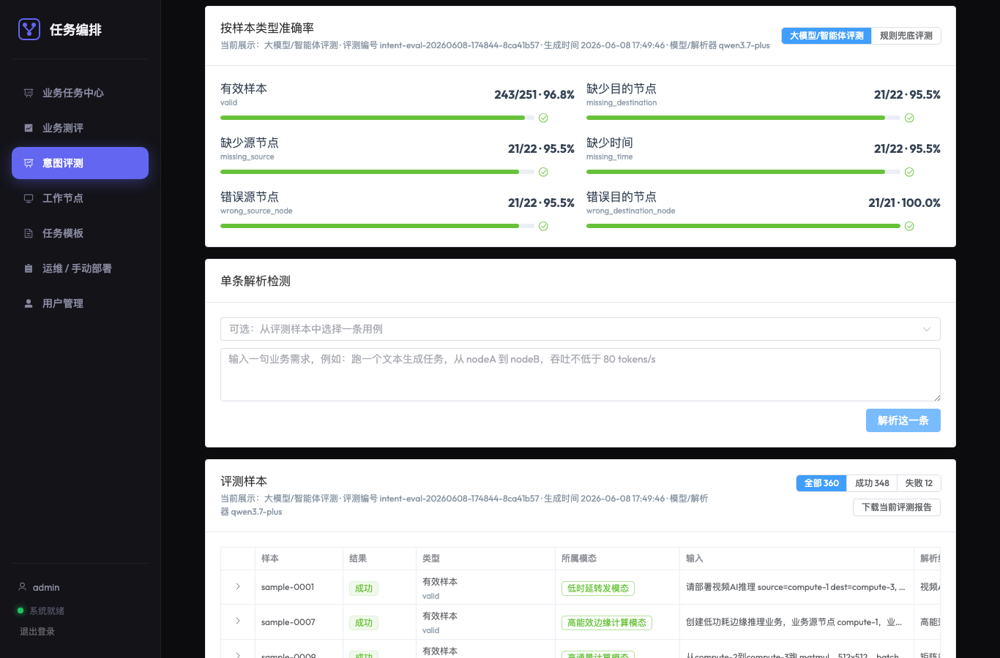 任务编排
业务任务中心
业务测评
意图评测
工作节点
任务模板
运维 / 手动部署
用户管理
admin
系统就绪
退出登录
按样本类型准确率
当前展示：大模型/智能体评测 · 评测编号 intent-eval-20260608-174844-8ca41b57 · 生成时间 2026-06-08 17:49:46 · 模型/解析器 qwen3.7-plus
大模型/智能体评测 规则兜底评测
有效样本
valid
243/251 · 96.8%
缺少目的节点
missing_destination
21/22 · 95.5%
缺少源节点
missing_source
21/22 · 95.5%
缺少时间
missing_time
21/22 · 95.5%
错误源节点
wrong_source_node
21/22 · 95.5%
错误目的节点
wrong_destination_node
21/21 · 100.0%
单条解析检测
可选：从评测样本中选择一条用例
输入一句业务需求，例如：跑一个文本生成任务，从 nodeA 到 nodeB，吞吐不低于 80 tokens/s
解析这一条
评测样本
当前展示：大模型/智能体评测 · 评测编号 intent-eval-20260608-174844-8ca41b57 · 生成时间 2026-06-08 17:49:46 · 模型/解析
器 qwen3.7-plus
全部 360 成功 348 失败 12
下载当前评测报告
样本 结果 类型 所属模态 输入 解析
sample-0001 成功 有效样本 低时延转发模态 请部署视频AI推理 source=compute-1 dest=compute-3, ... 视频
valid
sample-0007 成功 有效样本 高能效边缘计算模态 创建低功耗边缘推理业务，业务源节点 compute-1，业... 高能
valid
sample-0009 成功 有效样本 高通量计算模态 从compute-2到compute-3跑 matmul，512x512，batch 矩阵